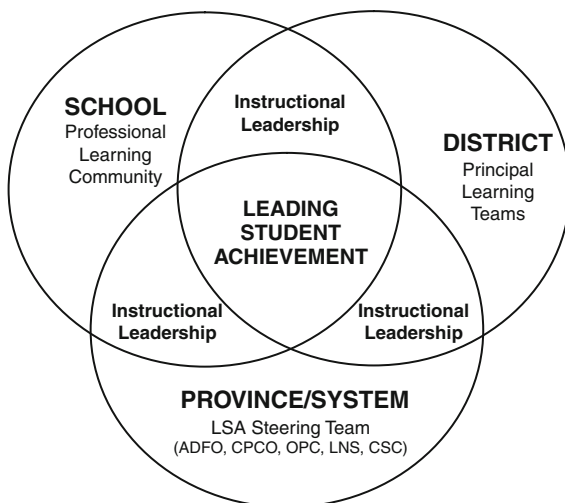 SCHOOL
Professional
Learning
Community
Instructional
Leadership
DISTRICT
Principal
Learning
Teams
LEADING
STUDENT
ACHIEVEMENT
Instructional
Leadership
Instructional
Leadership
PROVINCE/SYSTEM
LSA Steering Team
(ADFO, CPCO, OPC, LNS, CSC)